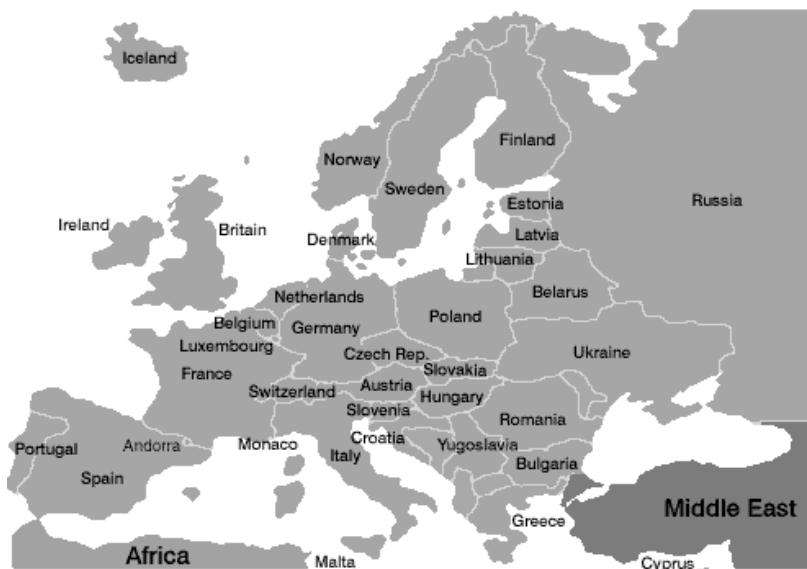 Iceland
Finland
Norway
Sweden
Russia
Estonia
Ireland
Britain
Denmark
Latvia
Lithuania
Belarus
Netherlands
Poland
Belgium
Germany
Luxembourg
Czech Rep.
Ukraine
Slovakia
France
Switzerland
Austria
Hungary
Slovenia
Romania
Portugal
Andorra
Monaco
Croatia
Yugoslavia
Italy
Bulgaria
Spain
Middle East
Greece
Africa
Malta
Cyprus